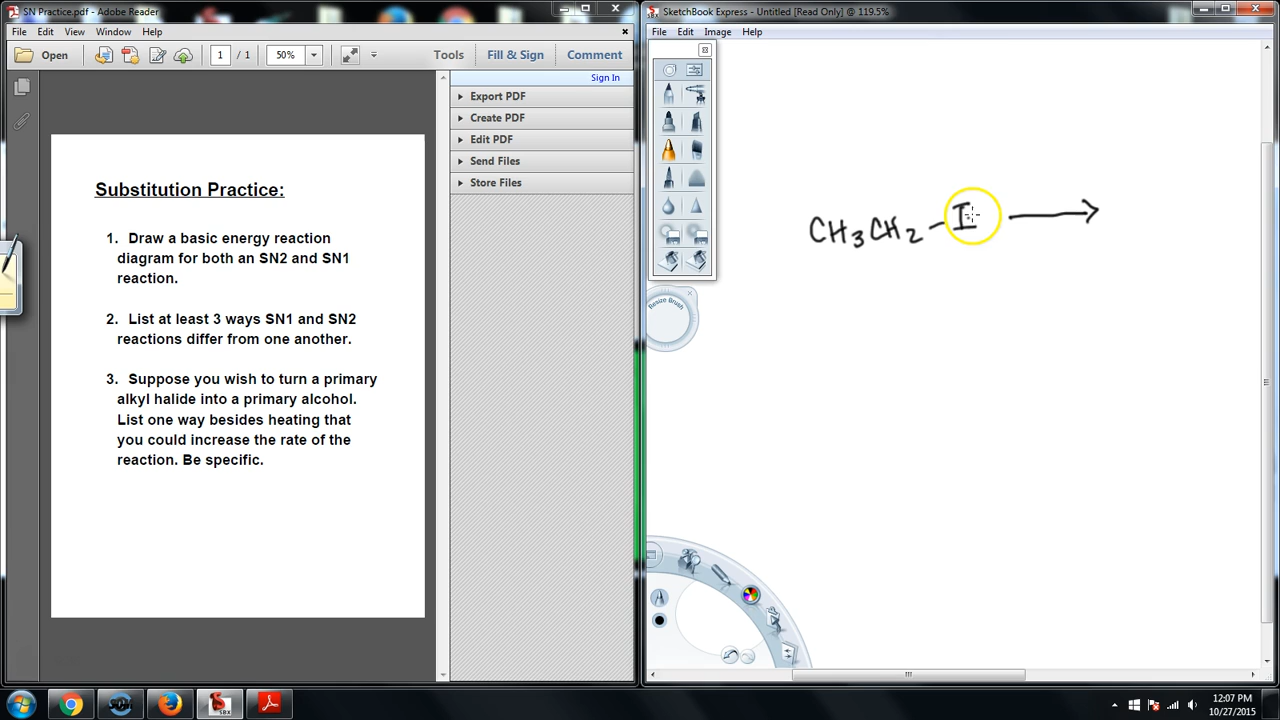 SN Practice.pdf - Adobe Reader
File Edit View Window Help
Open 1 / 1 50% Tools Fill & Sign Comment
Sign In
Export PDF
Create PDF
Edit PDF
Send Files
Store Files
Substitution Practice:
1. Draw a basic energy reaction
diagram for both an SN2 and SN1
reaction.
2. List at least 3 ways SN1 and SN2
reactions differ from one another.
3. Suppose you wish to turn a primary
alkyl halide into a primary alcohol.
List one way besides heating that
you could increase the rate of the
reaction. Be specific.
SketchBook Express - Untitled [Read Only] @ 119.5%
File Edit Image Help
Resize Brush
CH3CH2-I
12:07 PM
10/27/2015